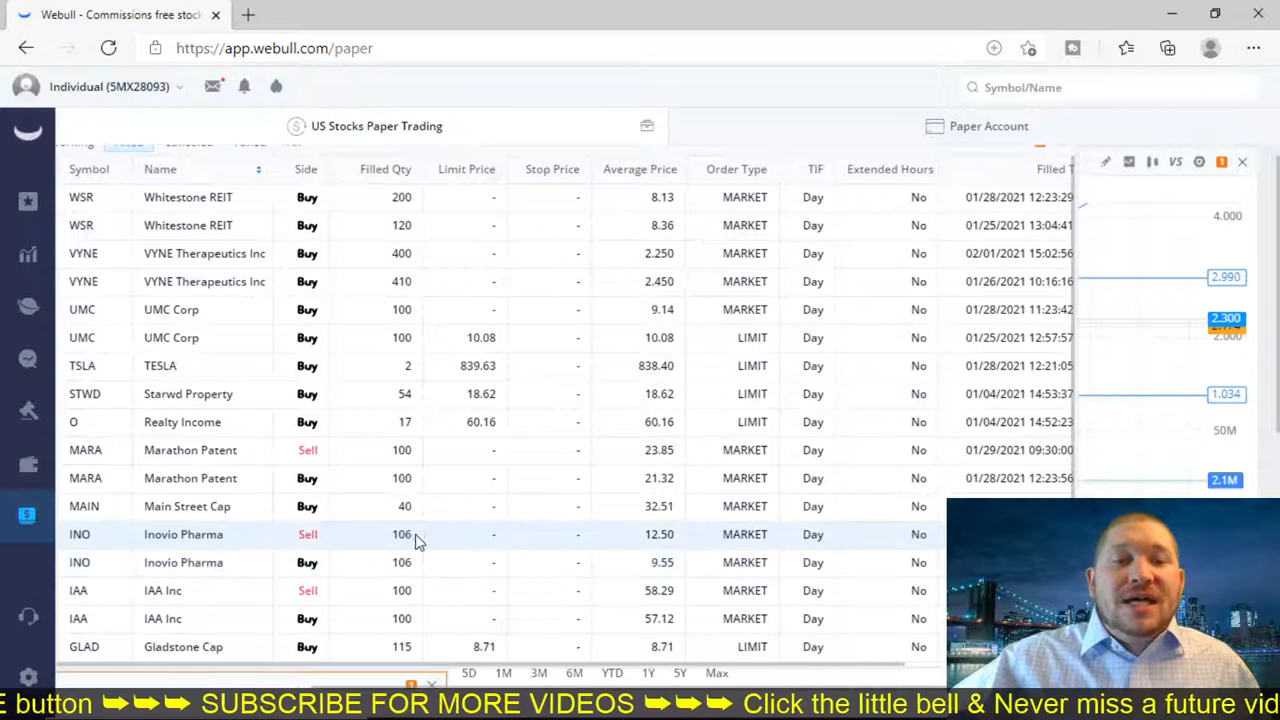 Webull - Commissions free stoc
https://app.webull.com/paper
Individual (5MX28093)
Symbol/Name
US Stocks Paper Trading
Paper Account
Symbol Name Side Filled Qty Limit Price Stop Price Average Price Order Type TIF Extended Hours Filled T
WSR Whitestone REIT Buy 200 - - 8.13 MARKET Day No 01/28/2021 12:23:29
WSR Whitestone REIT Buy 120 - - 8.36 MARKET Day No 01/25/2021 13:04:41
VYNE VYNE Therapeutics Inc Buy 400 - - 2.250 MARKET Day No 02/01/2021 15:02:56
VYNE VYNE Therapeutics Inc Buy 410 - - 2.450 MARKET Day No 01/26/2021 10:16:16
UMC UMC Corp Buy 100 - - 9.14 MARKET Day No 01/28/2021 11:23:42
UMC UMC Corp Buy 100 10.08 - 10.08 LIMIT Day No 01/25/2021 12:57:57
TSLA TESLA Buy 2 839.63 - 838.40 LIMIT Day No 01/28/2021 12:21:05
STWD Starwd Property Buy 54 18.62 - 18.62 LIMIT Day No 01/04/2021 14:53:37
O Realty Income Buy 17 60.16 - 60.16 LIMIT Day No 01/04/2021 14:52:23
MARA Marathon Patent Sell 100 - - 23.85 MARKET Day No 01/29/2021 09:30:00
MARA Marathon Patent Buy 100 - - 21.32 MARKET Day No 01/28/2021 12:23:56
MAIN Main Street Cap Buy 40 - - 32.51 MARKET Day No
INO Inovio Pharma Sell 106 - - 12.50 MARKET Day No
INO Inovio Pharma Buy 106 - - 9.55 MARKET Day No
IAA IAA Inc Sell 100 - - 58.29 MARKET Day
IAA IAA Inc Buy 100 - - 57.12 MARKET Day
GLAD Gladstone Cap Buy 115 8.71 - 8.71 LIMIT Day
VS
1
4.000
2.990
2.300
2.000
1.034
50M
2.1M
5D 1M 3M 6M YTD 1Y 5Y Max
E button ➥➥➥ SUBSCRIBE FOR MORE VIDEOS ➥➥➥ Click the little bell & Never miss a future vid